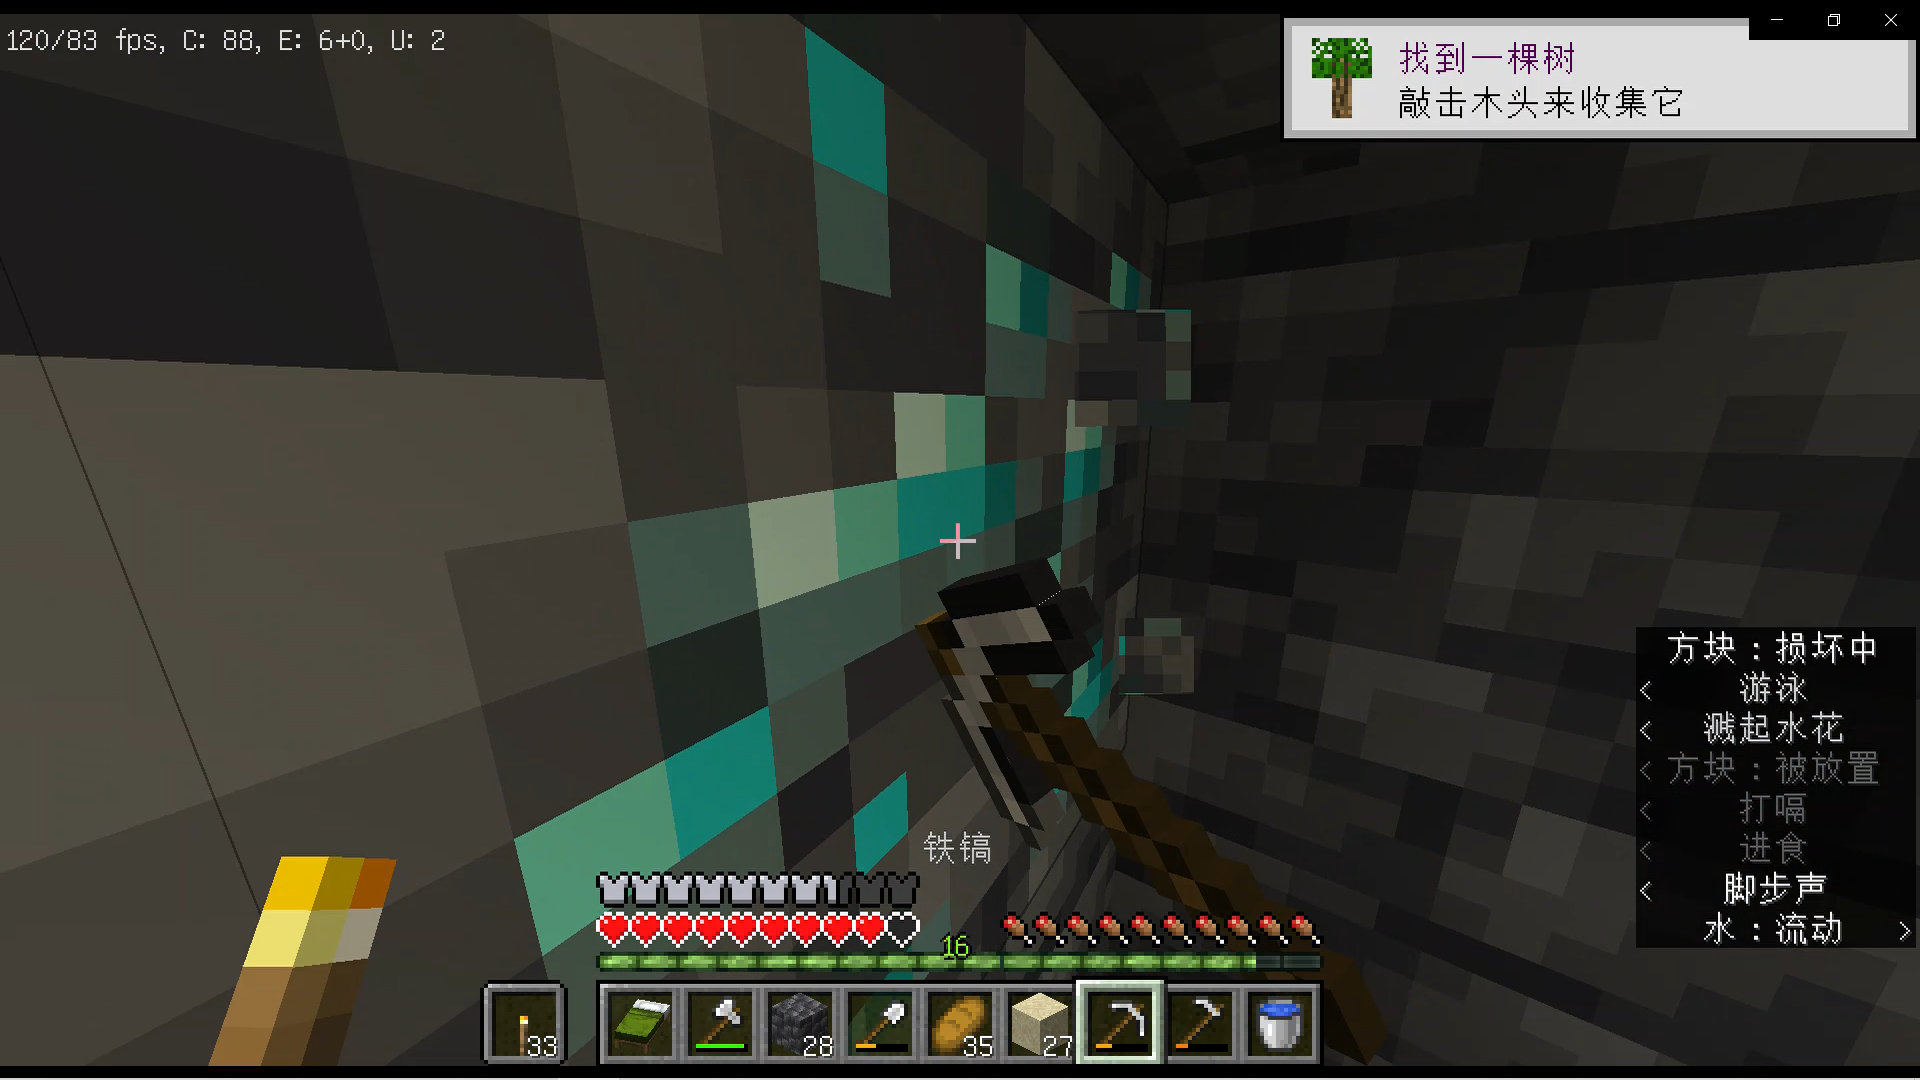 120/83 fps, C: 88, E: 6+0, U: 2
找到一棵树
敲击木头来收集它
方块：损坏中
< 游泳
< 溅起水花
< 方块：被放置
< 打嗝
< 进食
< 脚步声
水：流动 >
铁镐
16
33
28
35
27